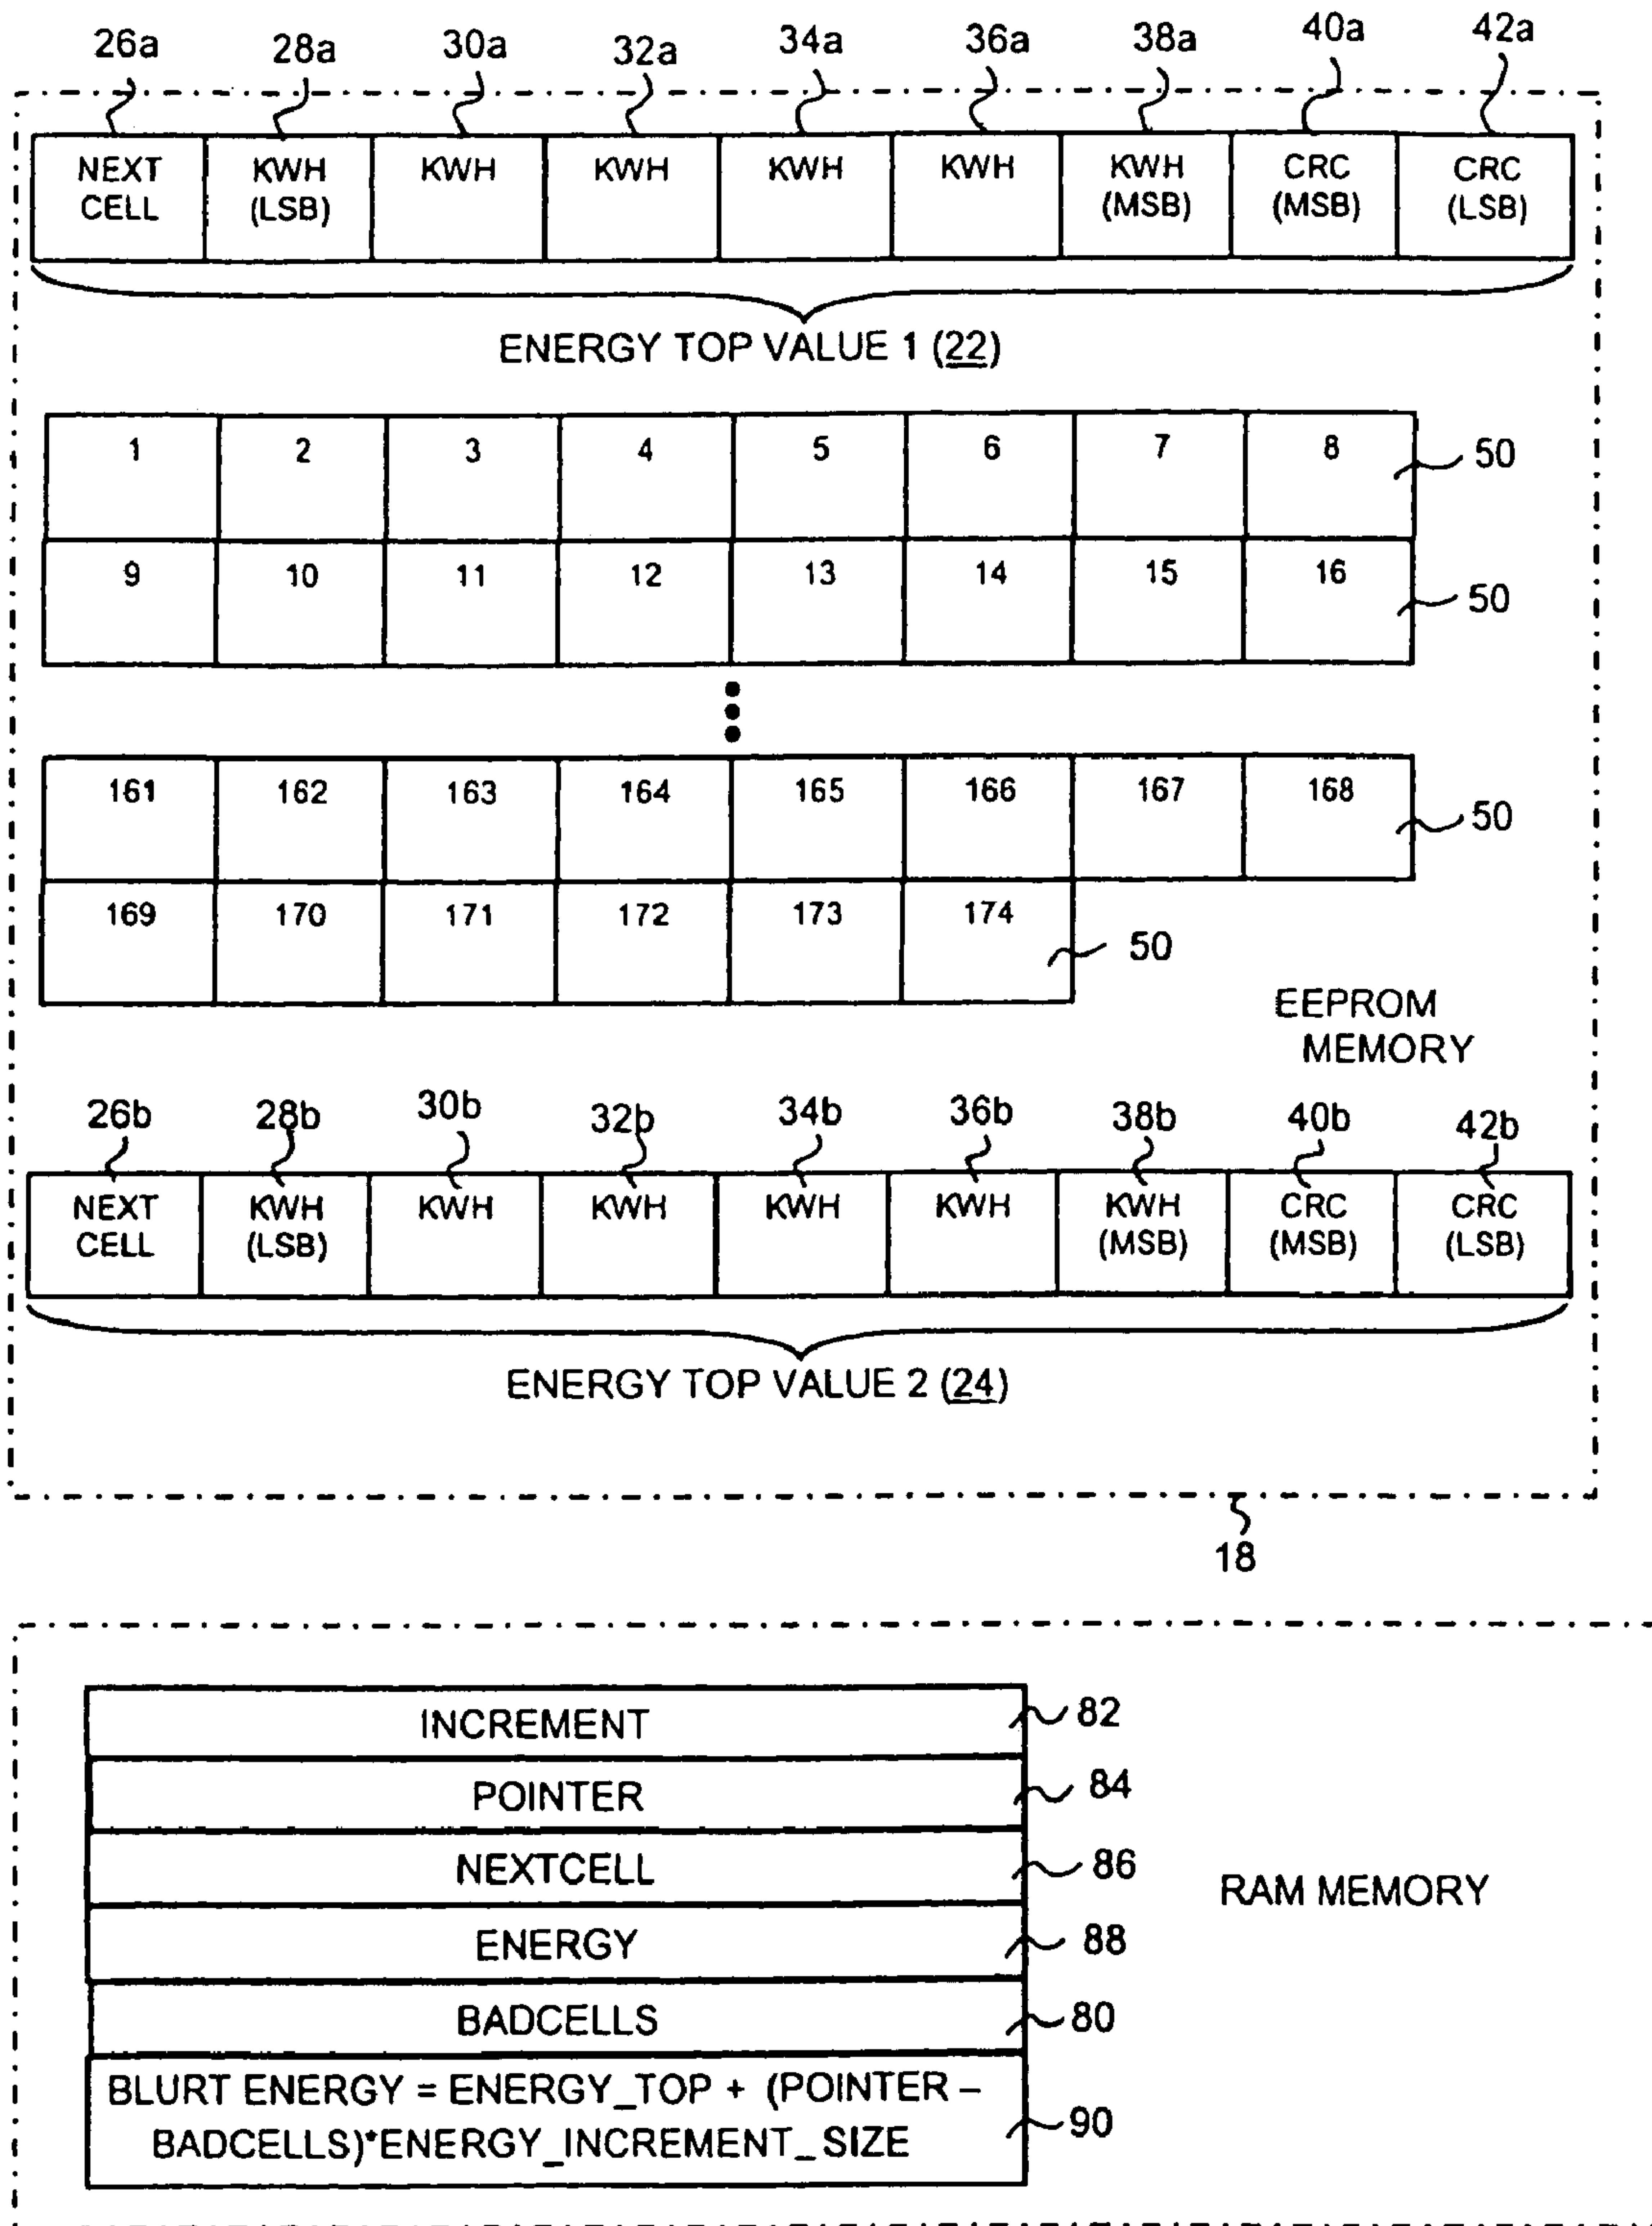 26a 28a 30a 32a 34a 36a 38a 40a 42a
NEXT CELL KWH (LSB) KWH KWH KWH KWH KWH (MSB) CRC (MSB) CRC (LSB)
ENERGY TOP VALUE 1 (22)
1 2 3 4 5 6 7 8 50
9 10 11 12 13 14 15 16 50
161 162 163 164 165 166 167 168 50
169 170 171 172 173 174 50
EEPROM
MEMORY
26b 28b 30b 32b 34b 36b 38b 40b 42b
NEXT CELL KWH (LSB) KWH KWH KWH KWH KWH (MSB) CRC (MSB) CRC (LSB)
ENERGY TOP VALUE 2 (24)
18
INCREMENT 82
POINTER 84
NEXTCELL 86
RAM MEMORY
ENERGY 88
BADCELLS 80
BLURT ENERGY = ENERGY_TOP + (POINTER –
BADCELLS)*ENERGY_INCREMENT_SIZE 90